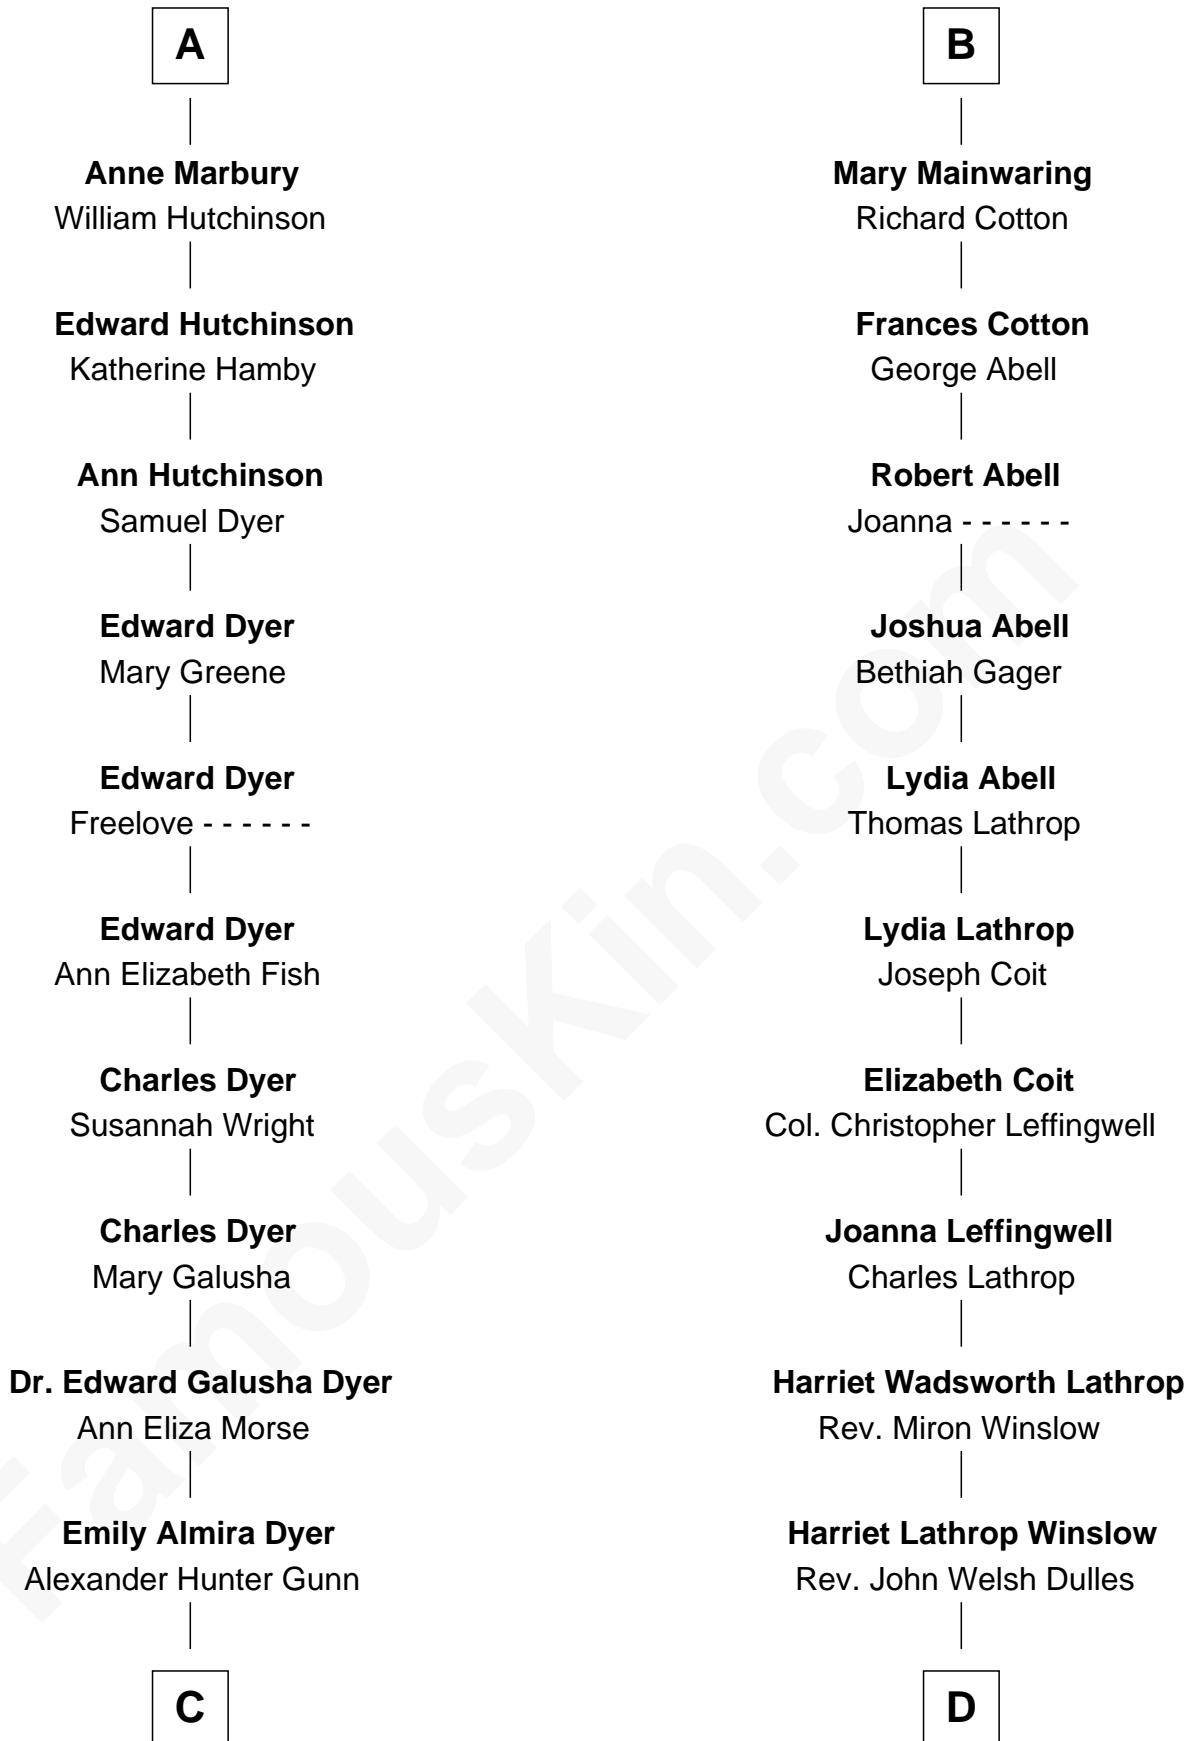 A
Anne Marbury
William Hutchinson
Edward Hutchinson
Katherine Hamby
Ann Hutchinson
Samuel Dyer
Edward Dyer
Mary Greene
Edward Dyer
Freelove - - - - - -
Edward Dyer
Ann Elizabeth Fish
Charles Dyer
Susannah Wright
Charles Dyer
Mary Galusha
Dr. Edward Galusha Dyer
Ann Eliza Morse
Emily Almira Dyer
Alexander Hunter Gunn
C
B
Mary Mainwaring
Richard Cotton
Frances Cotton
George Abell
Robert Abell
Joanna - - - - - -
Joshua Abell
Bethiah Gager
Lydia Abell
Thomas Lathrop
Lydia Lathrop
Joseph Coit
Elizabeth Coit
Col. Christopher Leffingwell
Joanna Leffingwell
Charles Lathrop
Harriet Wadsworth Lathrop
Rev. Miron Winslow
Harriet Lathrop Winslow
Rev. John Welsh Dulles
D
FamousKin.com